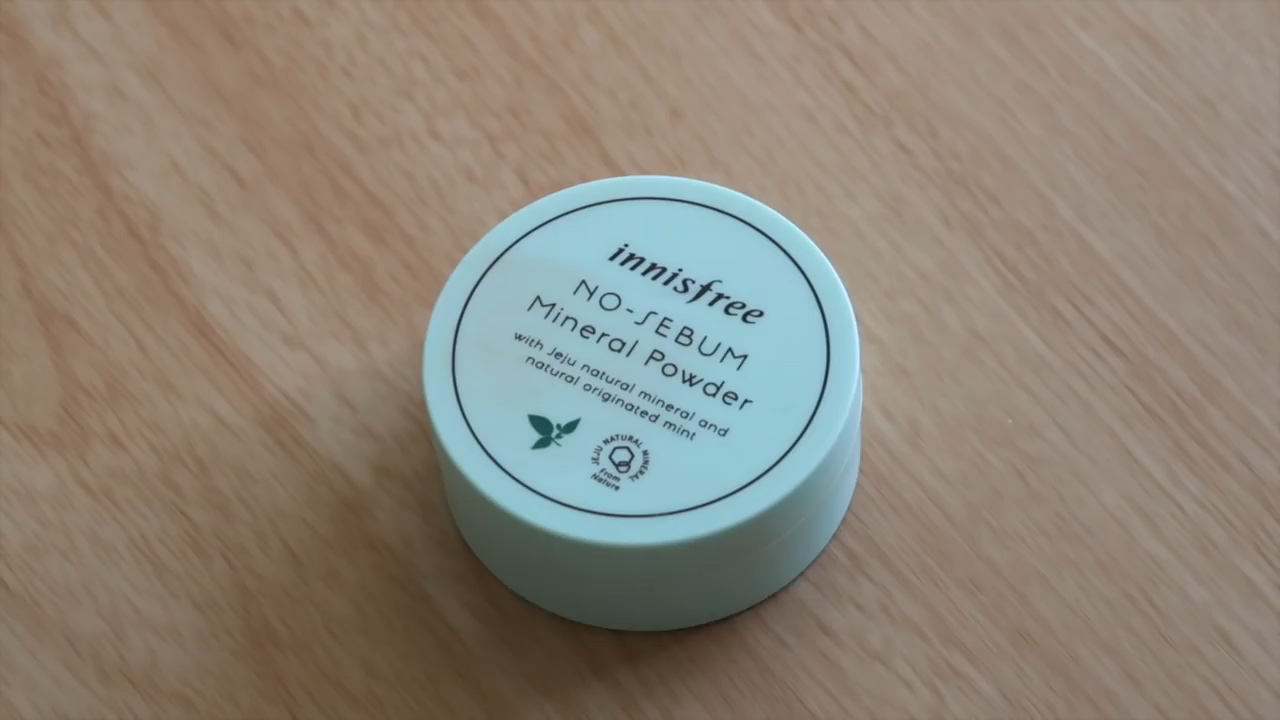 innisfree
NO-SEBUM
Mineral Powder
with Jeju natural mineral and
natural originated mint
JEJU NATURAL MINERAL
From
Nature